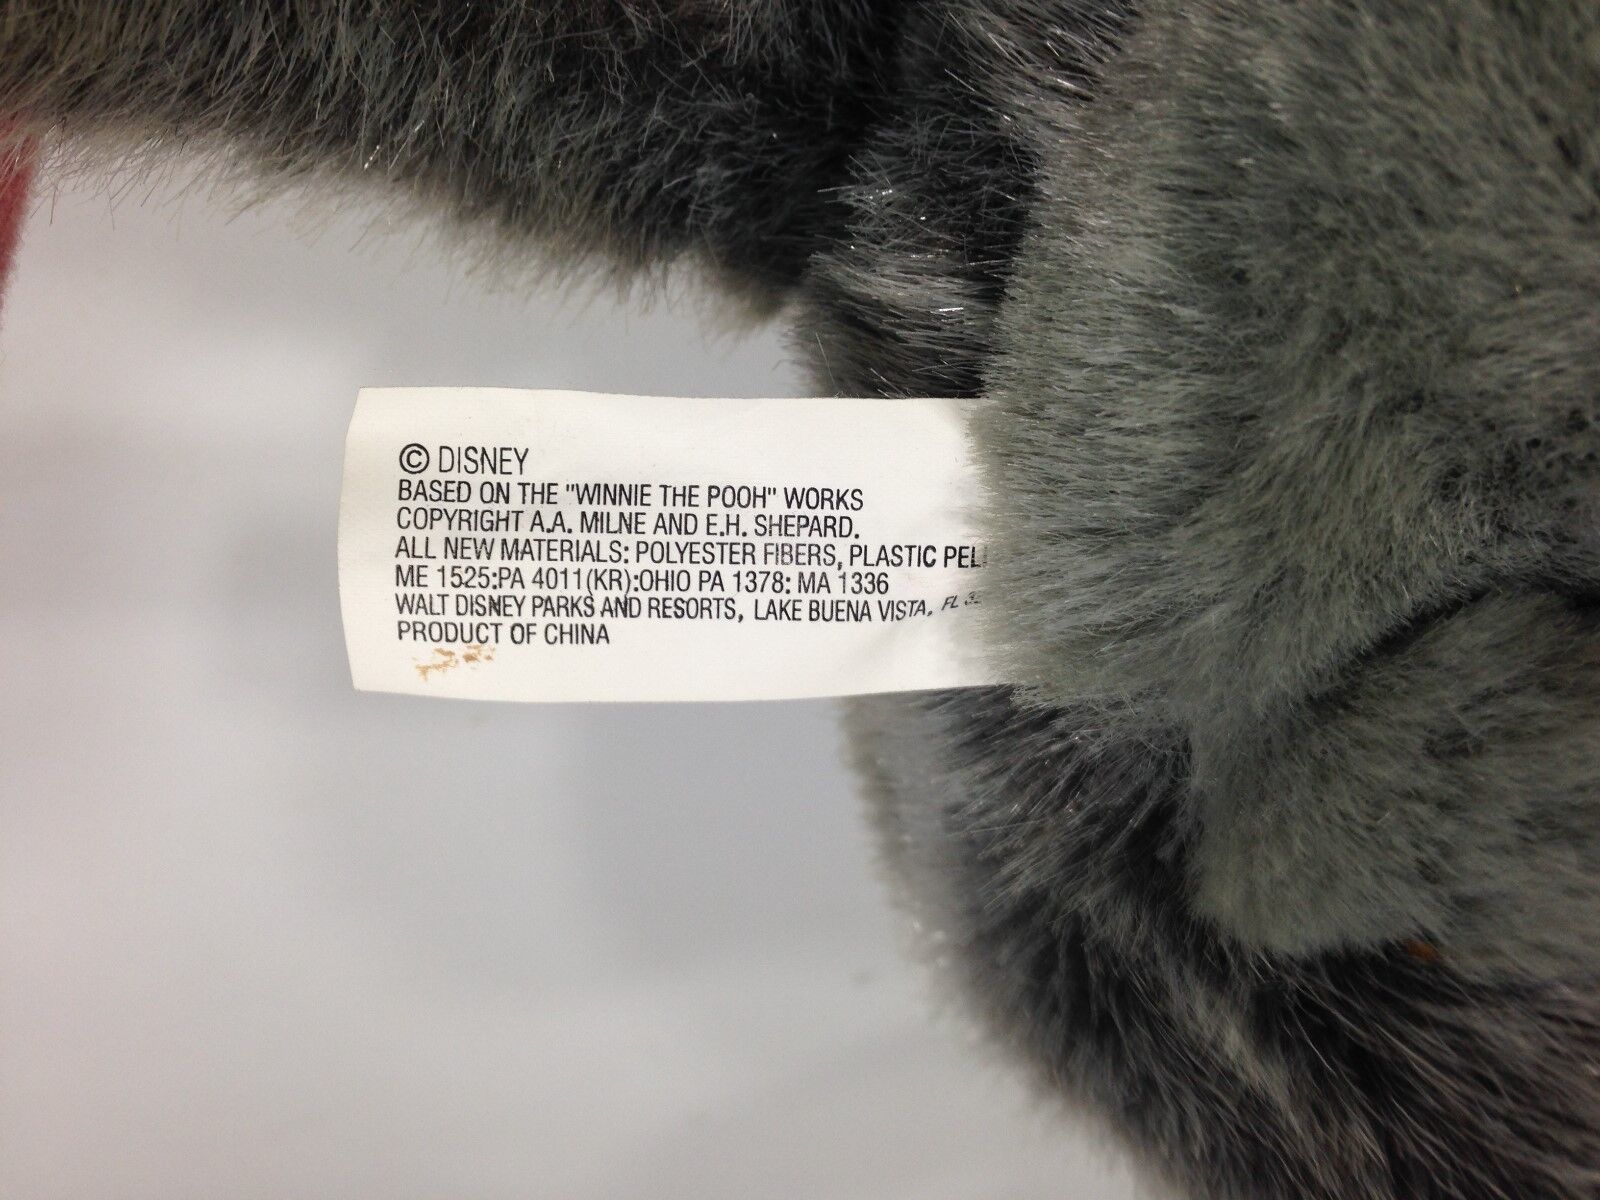 © DISNEY
BASED ON THE "WINNIE THE POOH" WORKS
COPYRIGHT A.A. MILNE AND E.H. SHEPARD.
ALL NEW MATERIALS: POLYESTER FIBERS, PLASTIC
ME 1525:PA 4011(KR):OHIO PA 1378: MA 1336
WALT DISNEY PARKS AND RESORTS, LAKE BUENA VISTA, FL
PRODUCT OF CHINA